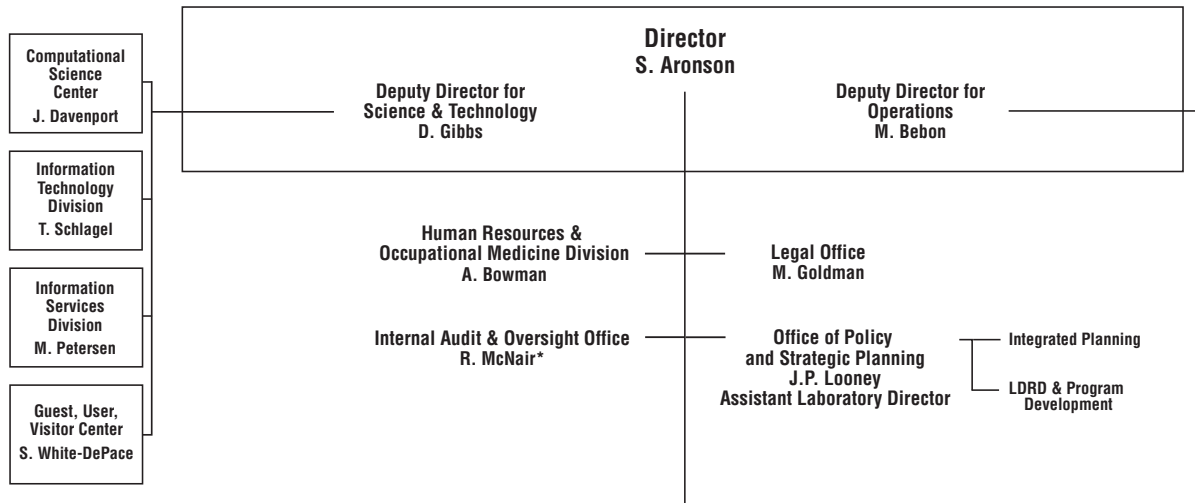 Director
S. Aronson
Deputy Director for
Science & Technology
D. Gibbs
Deputy Director for
Operations
M. Bebon
Computational
Science
Center
J. Davenport
Information
Technology
Division
T. Schlagel
Information
Services
Division
M. Petersen
Guest, User,
Visitor Center
S. White-DePace
Human Resources &
Occupational Medicine Division
A. Bowman
Legal Office
M. Goldman
Internal Audit & Oversight Office
R. McNair*
Office of Policy
and Strategic Planning
J.P. Looney
Assistant Laboratory Director
Integrated Planning
LDRD & Program
Development